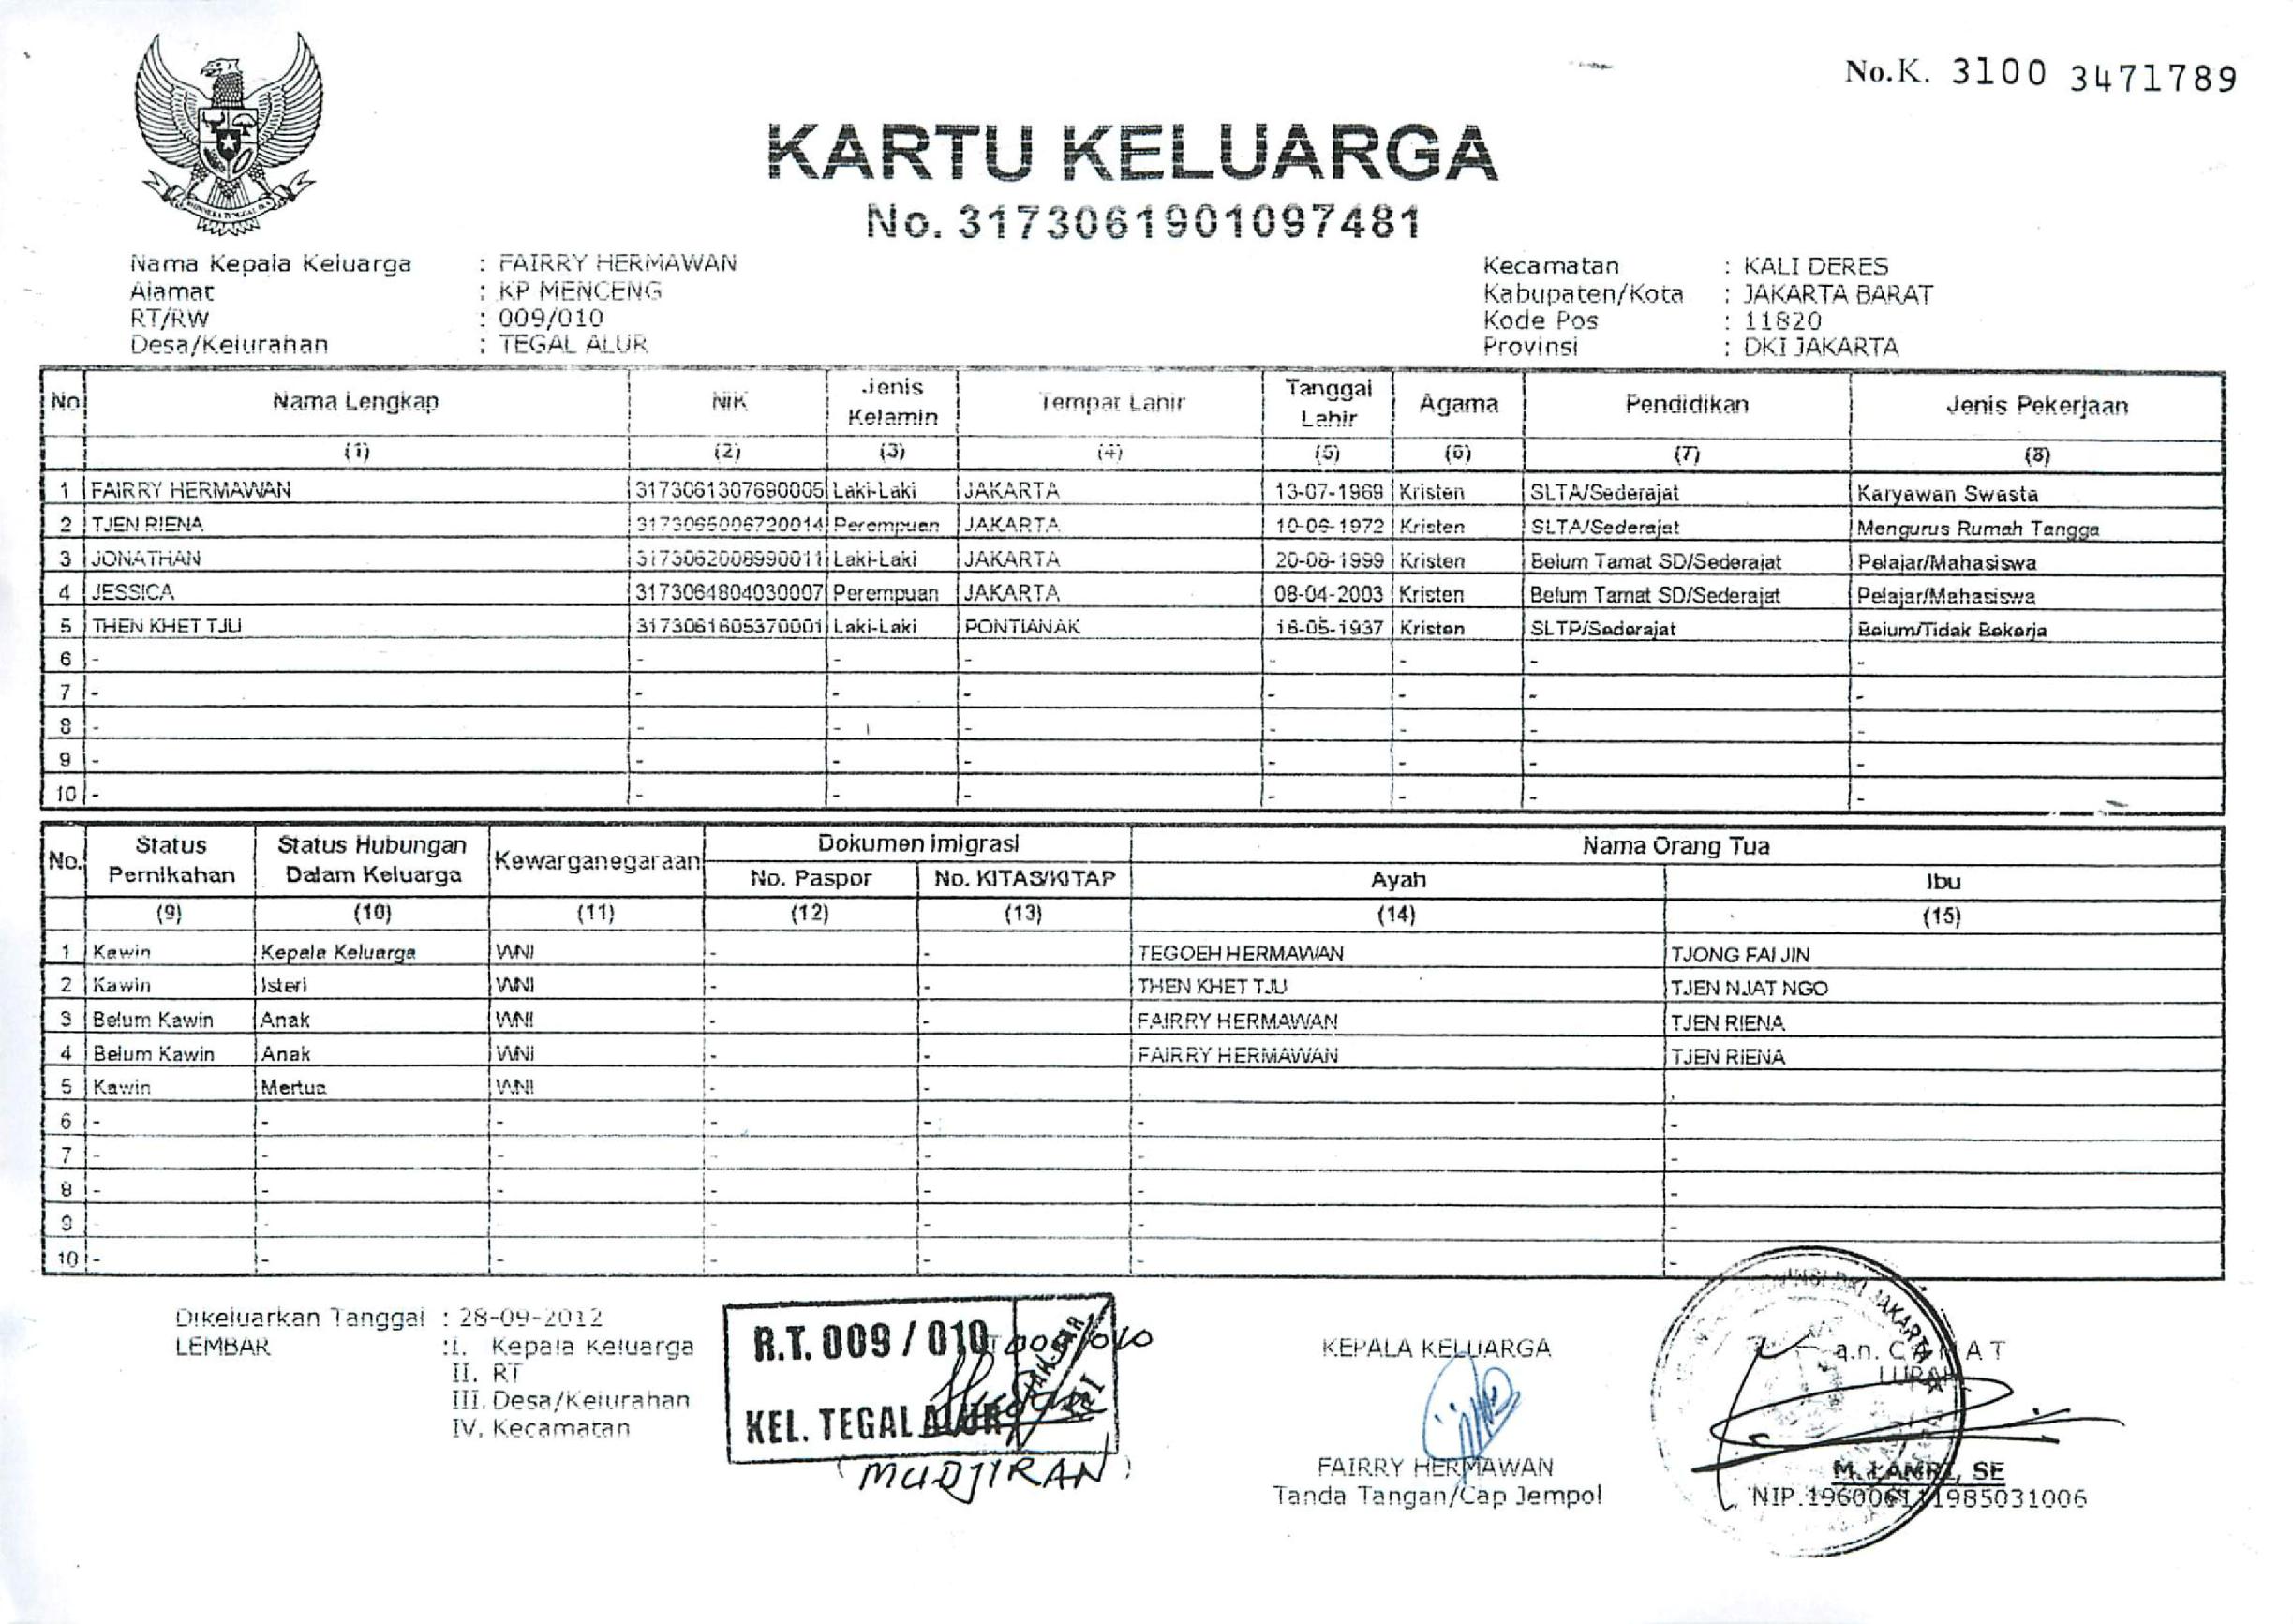 No.K. 3100 3471789
KARTU KELUARGA
No. 3173061901097481
Nama Kepala Keluarga : FAIRRY HERMAWAN
Alamat : KP MENCENG
RT/RW : 009/010
Desa/Kelurahan : TEGAL ALUR
Kecamatan : KALI DERES
Kabupaten/Kota : JAKARTA BARAT
Kode Pos : 11820
Provinsi : DKI JAKARTA
No Nama Lengkap NIK Jenis Kelamin Tempat Lahir Tanggal Lahir Agama Pendidikan Jenis Pekerjaan
(1) (2) (3) (4) (5) (6) (7) (8)
1 FAIRRY HERMAWAN 3173061307690005 Laki-Laki JAKARTA 13-07-1969 Kristen SLTA/Sederajat Karyawan Swasta
2 TJEN RIENA 3173065006720014 Perempuan JAKARTA 10-06-1972 Kristen SLTA/Sederajat Mengurus Rumah Tangga
3 JONATHAN 3173062008990011 Laki-Laki JAKARTA 20-08-1999 Kristen Belum Tamat SD/Sederajat Pelajar/Mahasiswa
4 JESSICA 3173064804030007 Perempuan JAKARTA 08-04-2003 Kristen Belum Tamat SD/Sederajat Pelajar/Mahasiswa
5 THEN KHET TJU 3173061605370001 Laki-Laki PONTIANAK 16-05-1937 Kristen SLTP/Sederajat Belum/Tidak Bekerja
6 - - - - - - - -
7 - - - - - - - -
8 - - - - - - - -
9 - - - - - - - -
10 - - - - - - - -
No. Status Pernikahan Status Hubungan Dalam Keluarga Kewarganegaraan Dokumen Imigrasi Nama Orang Tua
No. Paspor No. KITAS/KITAP Ayah Ibu
(9) (10) (11) (12) (13) (14) (15)
1 Kawin Kepala Keluarga WNI - - TEGOEH HERMAWAN TJONG FAI JIN
2 Kawin Isteri WNI - - THEN KHET TJU TJEN NJAT NGO
3 Belum Kawin Anak WNI - - FAIRRY HERMAWAN TJEN RIENA
4 Belum Kawin Anak WNI - - FAIRRY HERMAWAN TJEN RIENA
5 Kawin Mertua WNI - - . .
6 - - - - - - -
7 - - - - - - -
8 - - - - - - -
9 - - - - - - -
10 - - - - - - -
Dikeluarkan Tanggal : 28-09-2012
LEMBAR : I. Kepala Keluarga
II. RT
III. Desa/Kelurahan
IV. Kecamatan
R.T. 009 / 010
KEL. TEGAL ALUR
(MUDJIRAN)
KEPALA KELUARGA
FAIRRY HERMAWAN
Tanda Tangan/Cap Jempol
a.n. CAMAT
LURAH
M. LAMRI, SE